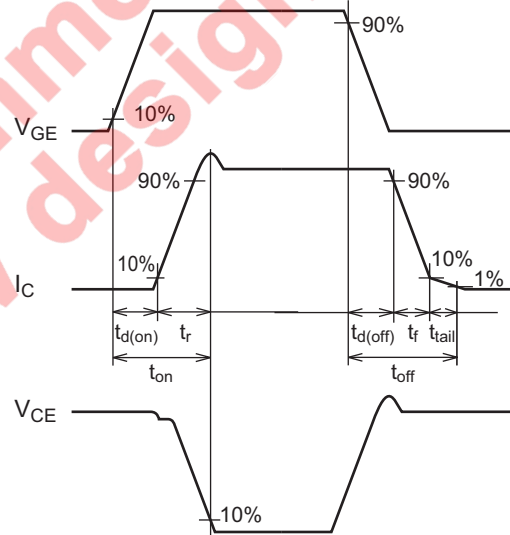 90%
10%
V_GE
90%
90%
10%
10%
1%
I_C
t_d(on) t_r t_d(off) t_f t_tail
t_on t_off
V_CE
10%